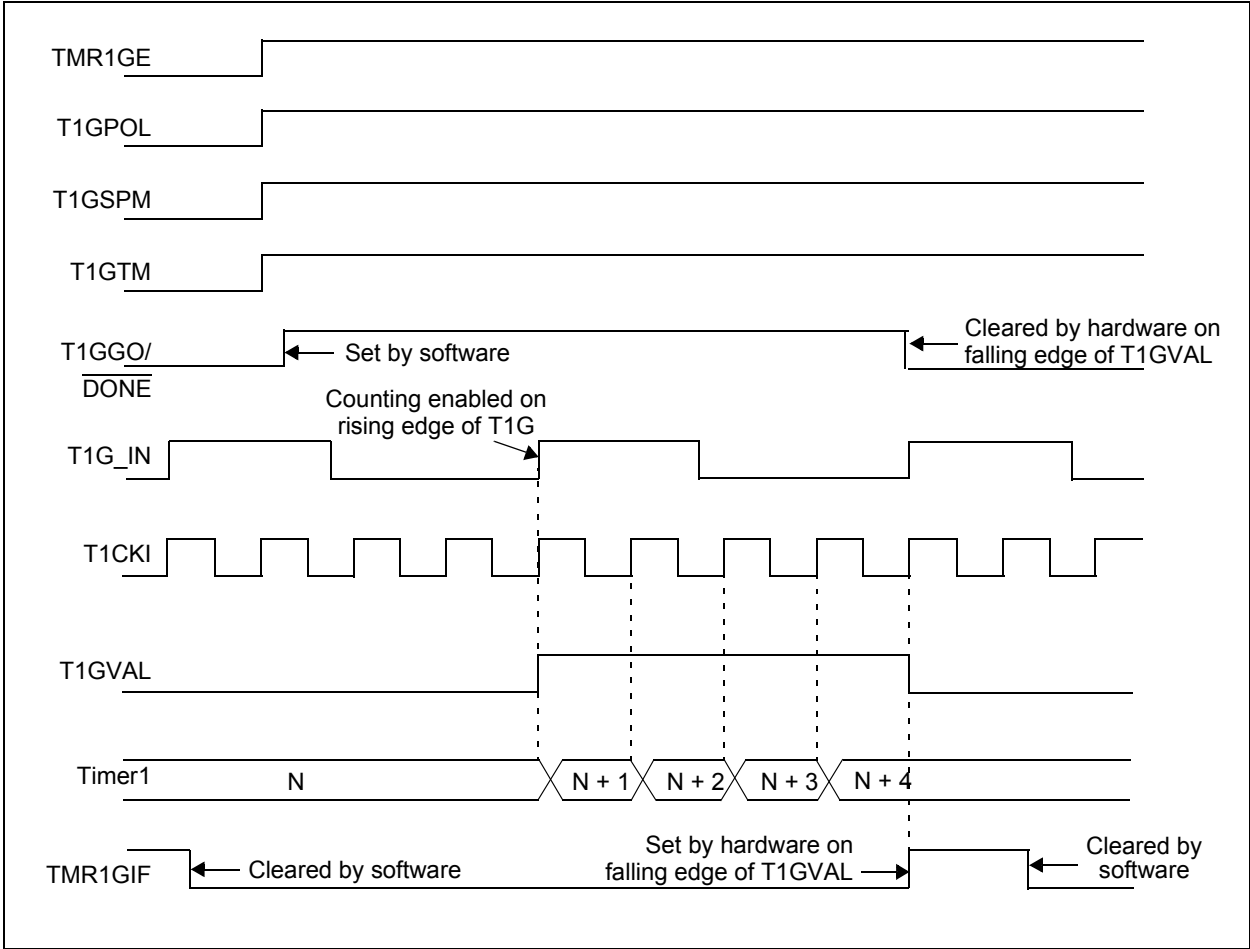 TMR1GE
T1GPOL
T1GSPM
T1GTM
T1GGO/
DONE
Set by software
Cleared by hardware on
falling edge of T1GVAL
Counting enabled on
rising edge of T1G
T1G_IN
T1CKI
T1GVAL
Timer1
N
N + 1
N + 2
N + 3
N + 4
TMR1GIF
Cleared by software
Set by hardware on
falling edge of T1GVAL
Cleared by
software